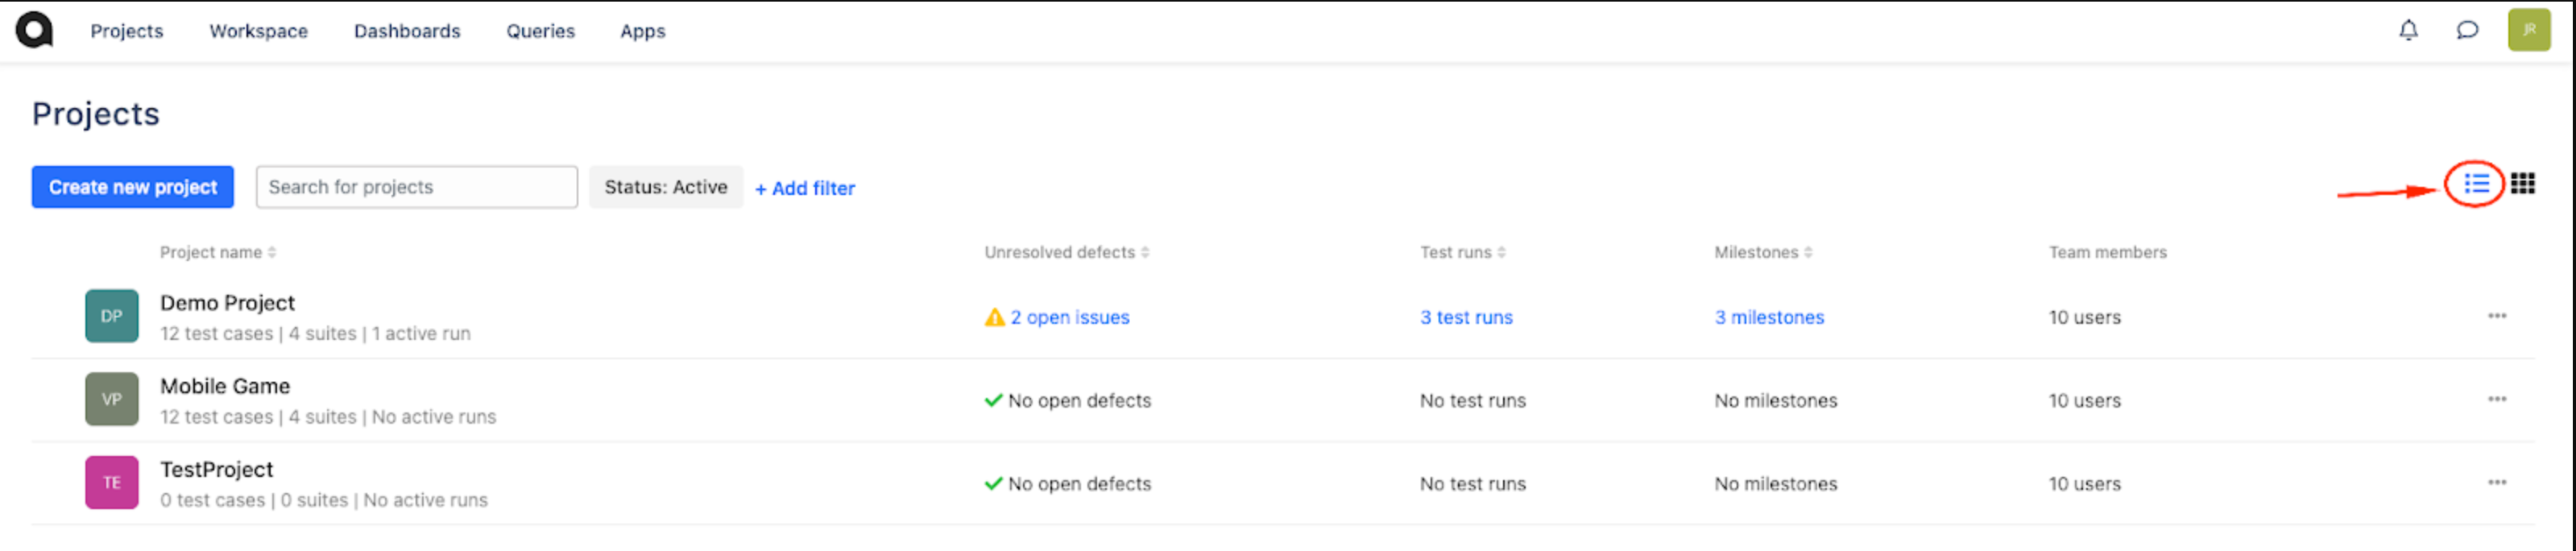 Projects Workspace Dashboards Queries Apps JR
Projects
Create new project Search for projects Status: Active + Add filter
Project name Unresolved defects Test runs Milestones Team members
DP Demo Project
12 test cases | 4 suites | 1 active run
2 open issues 3 test runs 3 milestones 10 users
VP Mobile Game
12 test cases | 4 suites | No active runs
No open defects No test runs No milestones 10 users
TE TestProject
0 test cases | 0 suites | No active runs
No open defects No test runs No milestones 10 users